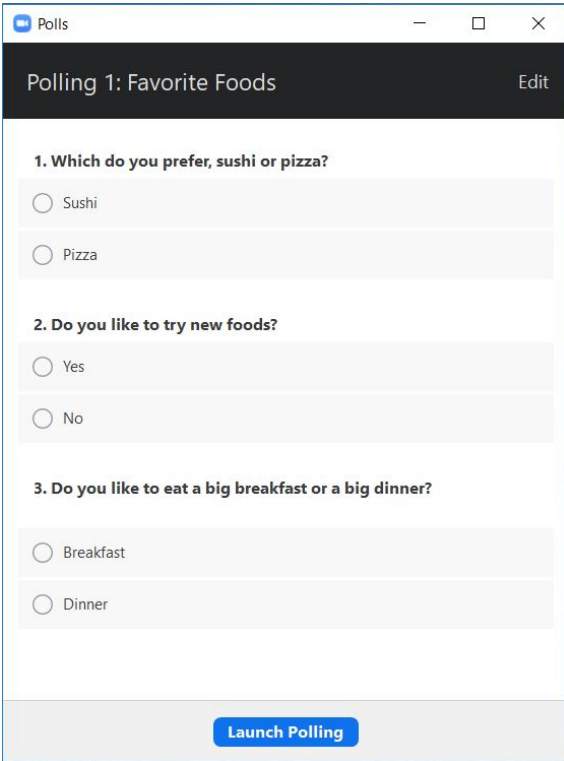 Polls
Polling 1: Favorite Foods Edit
1. Which do you prefer, sushi or pizza?
Sushi
Pizza
2. Do you like to try new foods?
Yes
No
3. Do you like to eat a big breakfast or a big dinner?
Breakfast
Dinner
Launch Polling